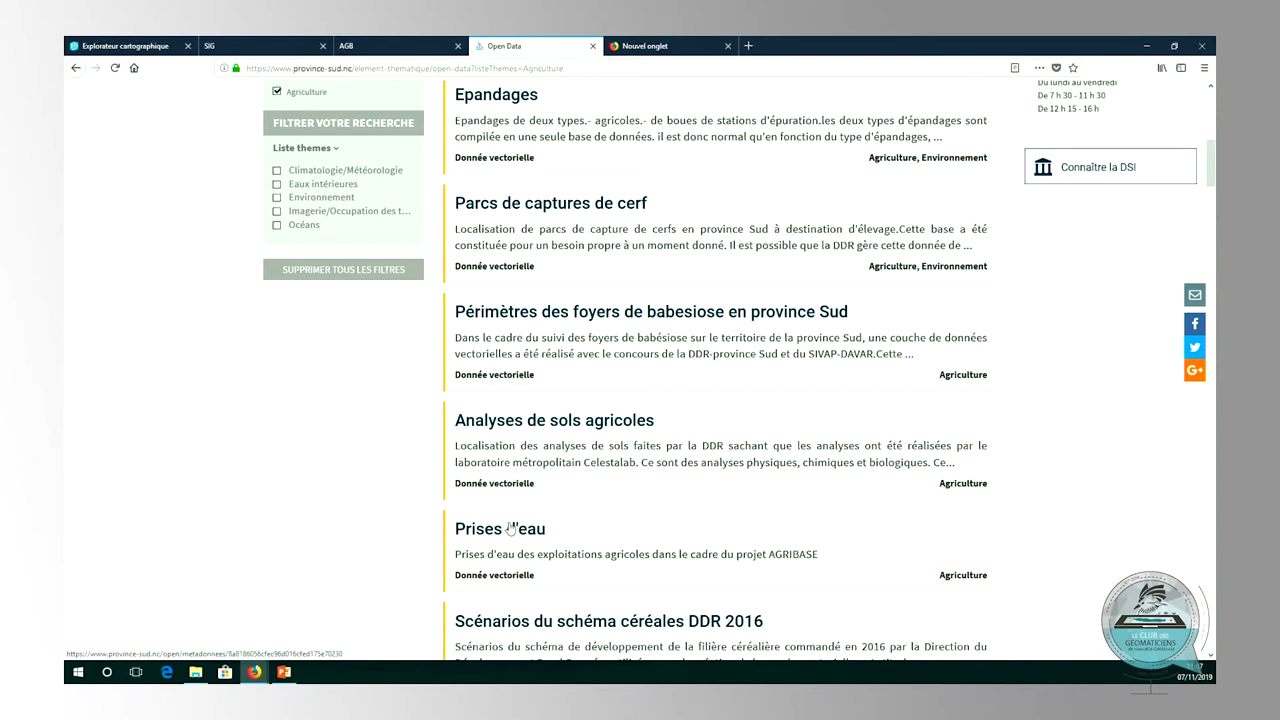 Explorateur cartographique
SIG
AGB
Open Data
Nouvel onglet
https://www.province-sud.nc/element-thematique/open-data?listeThemes=Agriculture
Agriculture
FILTRER VOTRE RECHERCHE
Liste themes
Climatologie/Météorologie
Eaux intérieures
Environnement
Imagerie/Occupation des t...
Océans
SUPPRIMER TOUS LES FILTRES
Epandages
Epandages de deux types.- agricoles.- de boues de stations d'épuration.les deux types d'épandages sont
compilée en une seule base de données. il est donc normal qu'en fonction du type d'épandages, ...
Donnée vectorielle
Agriculture, Environnement
Parcs de captures de cerf
Localisation de parcs de capture de cerfs en province Sud à destination d'élevage.Cette base a été
constituée pour un besoin propre à un moment donné. Il est possible que la DDR gère cette donnée de ...
Donnée vectorielle
Agriculture, Environnement
Périmètres des foyers de babesiose en province Sud
Dans le cadre du suivi des foyers de babésiose sur le territoire de la province Sud, une couche de données
vectorielles a été réalisé avec le concours de la DDR-province Sud et du SIVAP-DAVAR.Cette ...
Donnée vectorielle
Agriculture
Analyses de sols agricoles
Localisation des analyses de sols faites par la DDR sachant que les analyses ont été réalisées par le
laboratoire métropolitain Celestalab. Ce sont des analyses physiques, chimiques et biologiques. Ce...
Donnée vectorielle
Agriculture
Prises d'eau
Prises d'eau des exploitations agricoles dans le cadre du projet AGRIBASE
Donnée vectorielle
Agriculture
Scénarios du schéma céréales DDR 2016
Scénarios du schéma de développement de la filière céréalière commandé en 2016 par la Direction du
Du lundi au vendredi
De 7 h 30 - 11 h 30
De 12 h 15 - 16 h
Connaître la DSI
https://www.province-sud.nc/open/metadonnees/8a8186056cfec96d016cfed175e70230
LE CLUB DES
GEOMATICIENS
07/11/2019